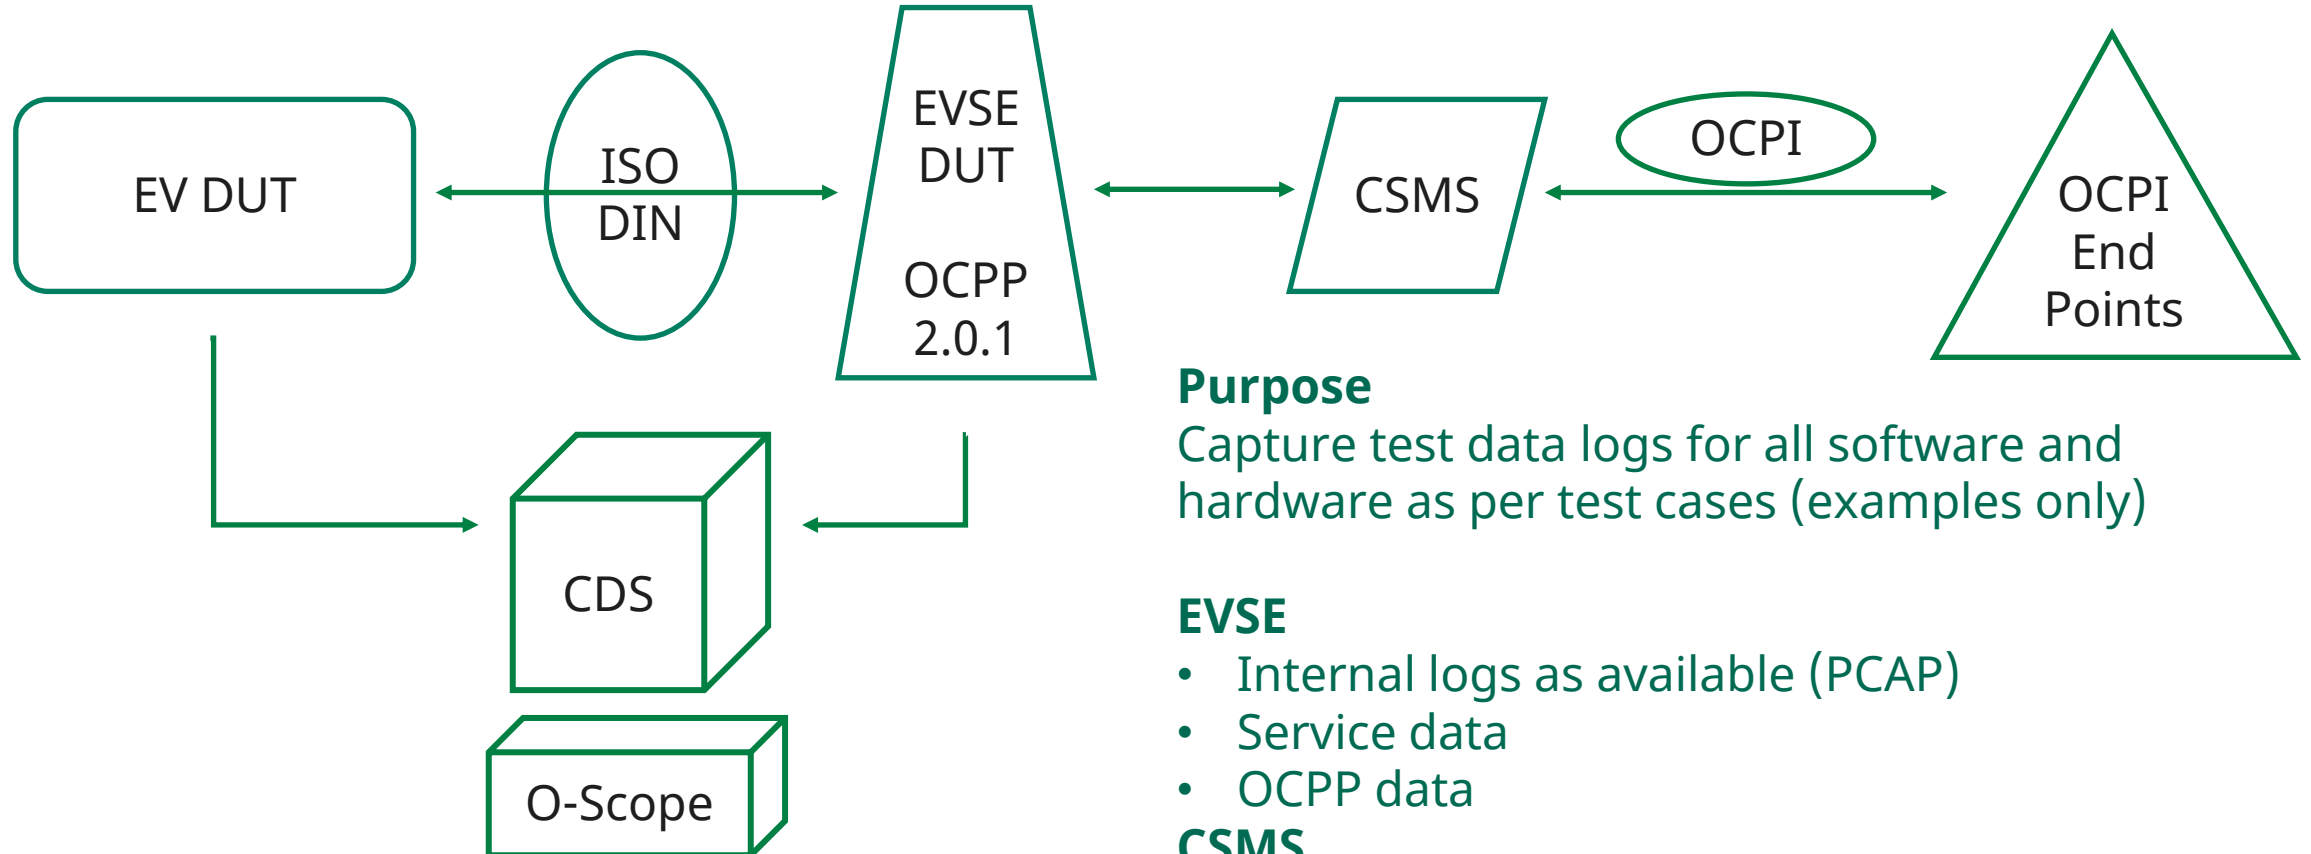 EV DUT
ISO
DIN
EVSE
DUT
OCPP
2.0.1
CSMS
OCPI
OCPI
End
Points
CDS
O-Scope
Purpose
Capture test data logs for all software and
hardware as per test cases (examples only)
EVSE
• Internal logs as available (PCAP)
• Service data
• OCPP data
CSMS